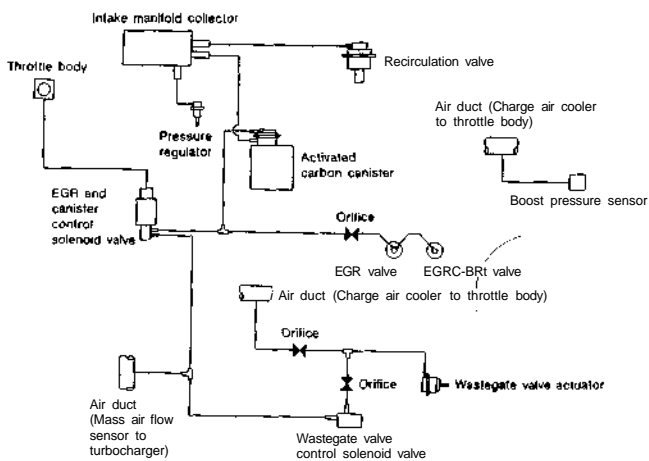 Intake manifold collector
Recirculation valve
Throttle body
Air duct (Charge air cooler
to throttle body)
Pressure
regulator
Activated
carbon canister
Boost pressure sensor
EGR and
canister
control
solenoid valve
Orifice
EGR valve
EGRC-BRt valve
Air duct (Charge air cooler to throttle body)
Orifice
Orifice
Wastegate valve actuator
Air duct
(Mass air flow
sensor to
turbocharger)
Wastegate valve
control solenoid valve